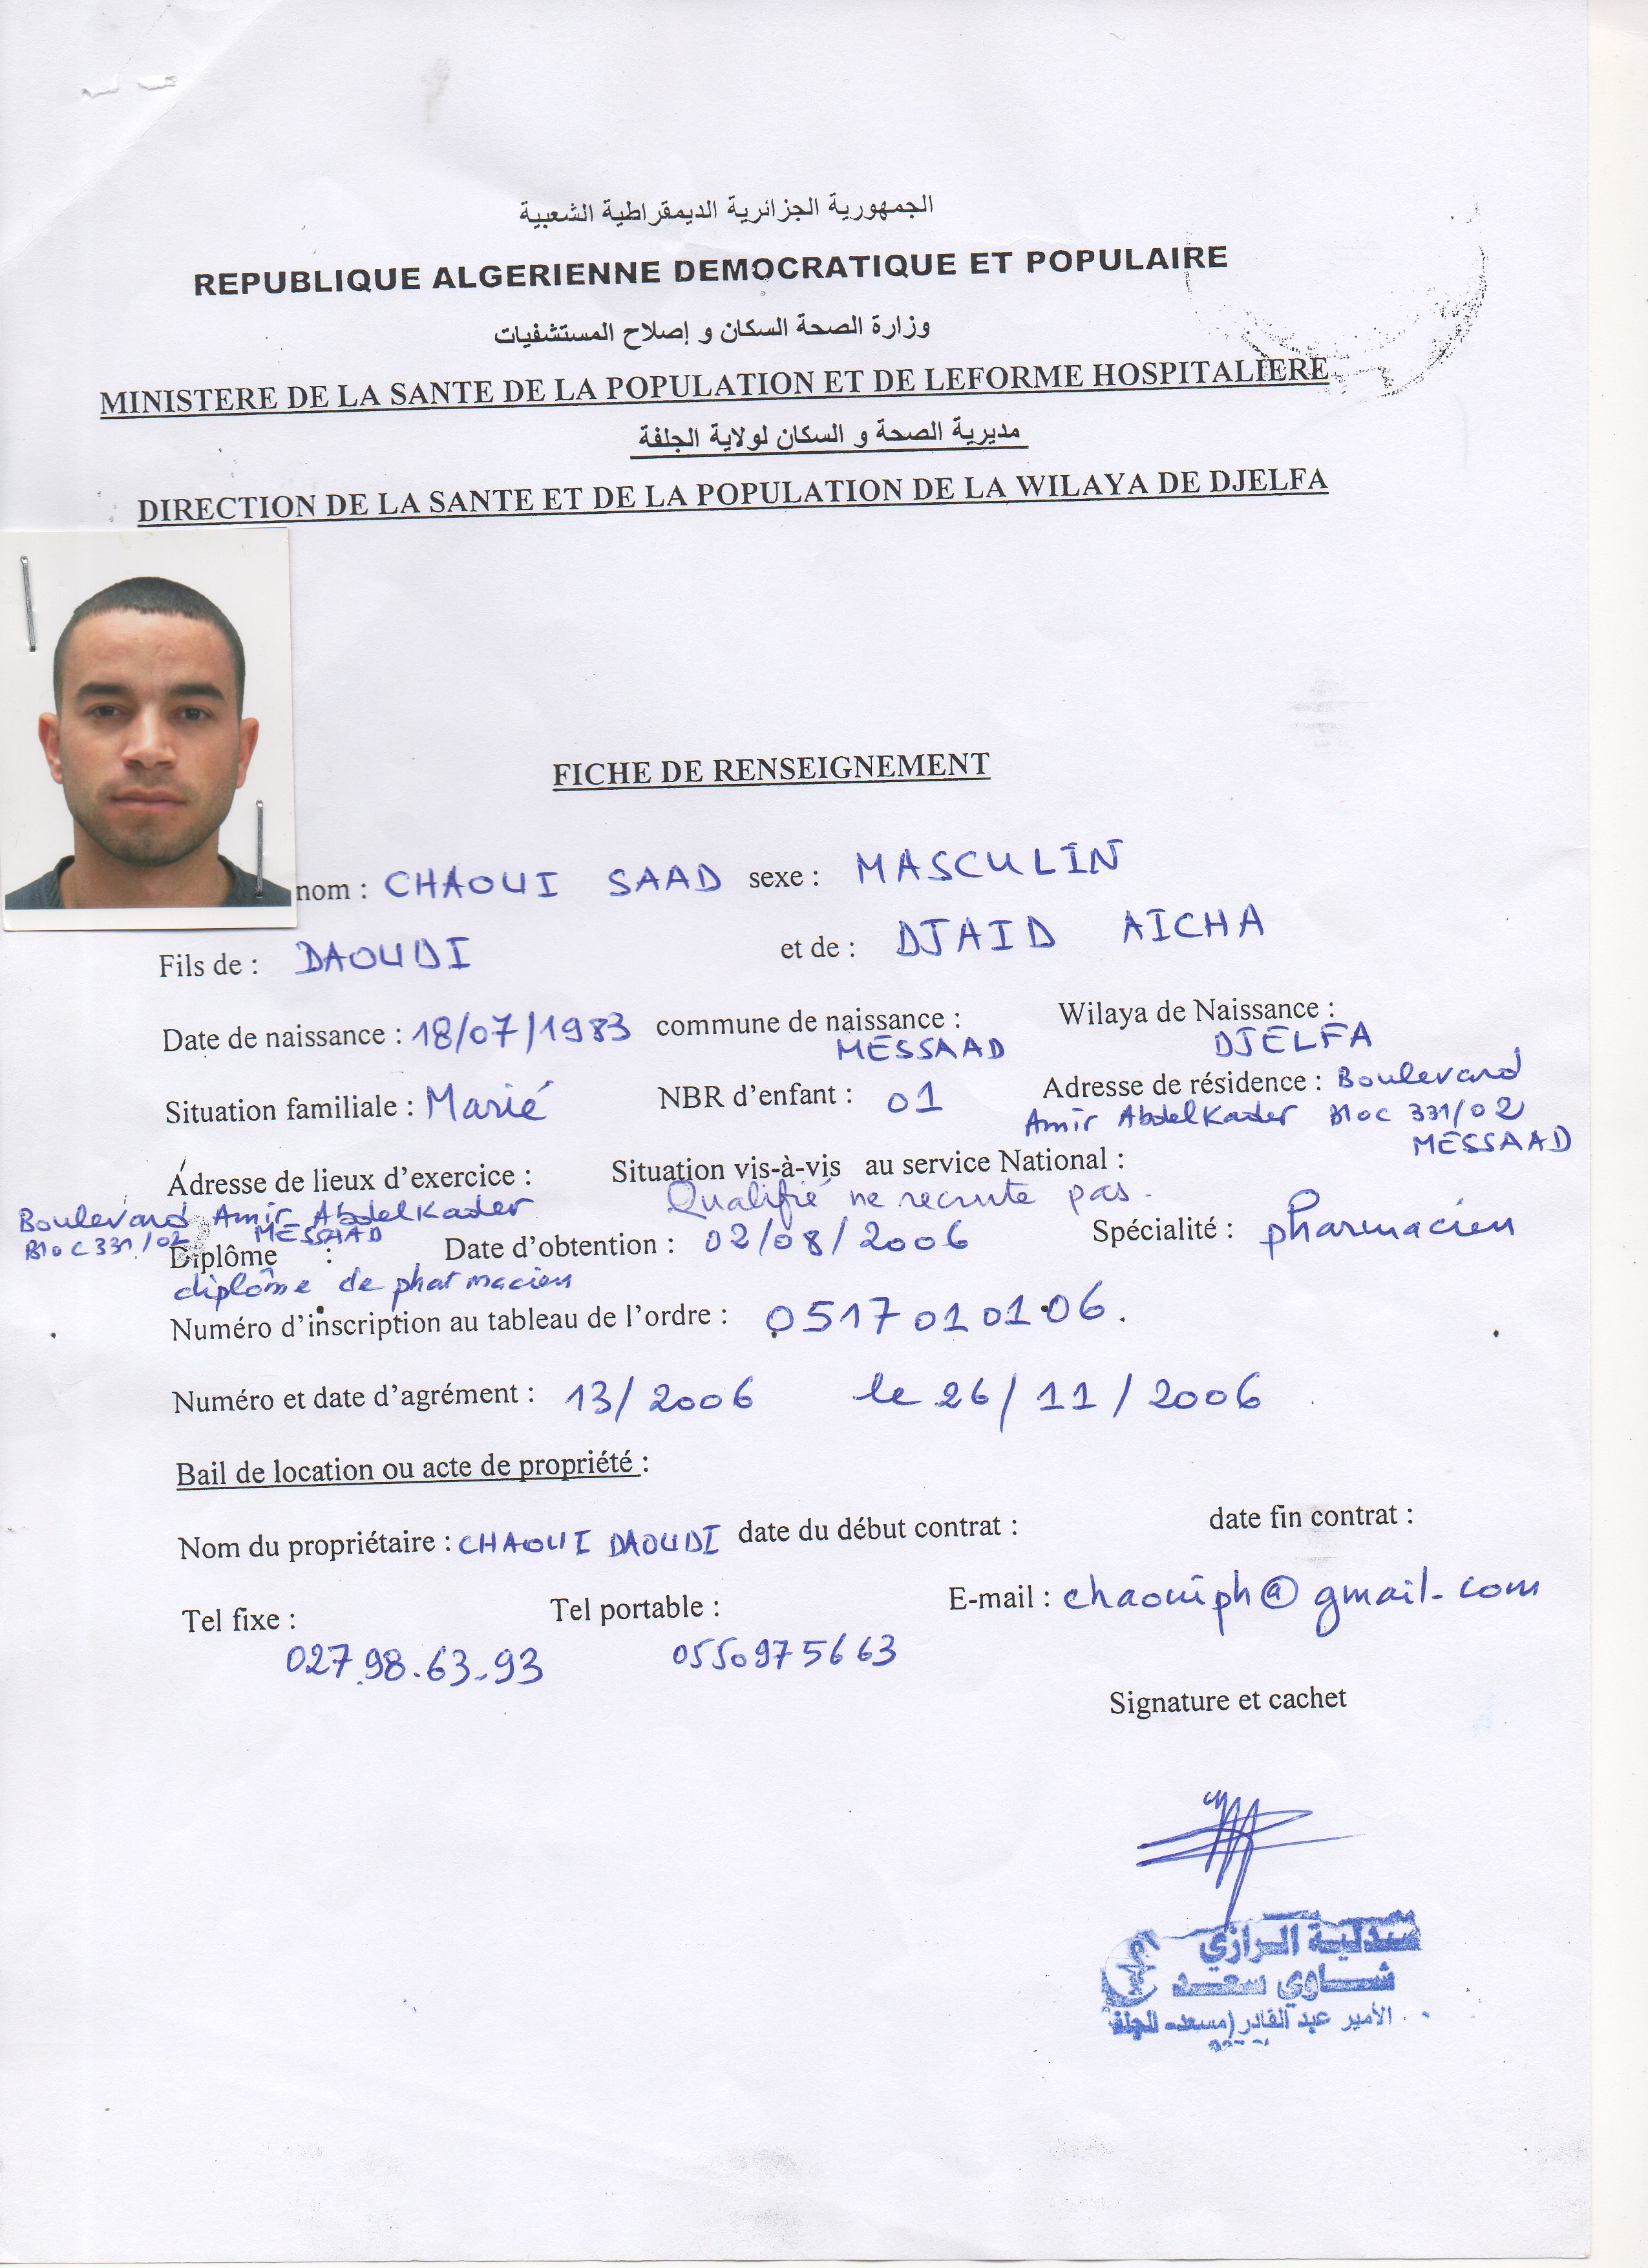 الجمهورية الجزائرية الديمقراطية الشعبية
REPUBLIQUE ALGERIENNE DEMOCRATIQUE ET POPULAIRE
وزارة الصحة السكان و إصلاح المستشفيات
MINISTERE DE LA SANTE DE LA POPULATION ET DE LEFORME HOSPITALIERE
مديرية الصحة و السكان لولاية الجلفة
DIRECTION DE LA SANTE ET DE LA POPULATION DE LA WILAYA DE DJELFA
FICHE DE RENSEIGNEMENT
nom : CHAOUI SAAD sexe : MASCULIN
Fils de : DAOUDI et de : DJAID AICHA
Date de naissance : 18/07/1983 commune de naissance : Wilaya de Naissance :
MESSAAD DJELFA
Situation familiale : Marié NBR d'enfant : 01 Adresse de résidence : Boulevard
Amir AbdelKader Bloc 331/02
MESSAAD
Adresse de lieux d'exercice : Situation vis-à-vis au service National :
Boulevard Amir AbdelKader Qualifié ne recrute pas.
Bloc 331/02 MESSAAD
Diplôme : Date d'obtention : 02/08/2006 Spécialité : pharmacien
diplôme de pharmacien
Numéro d'inscription au tableau de l'ordre : 0517010106.
Numéro et date d'agrément : 13/2006 le 26/11/2006
Bail de location ou acte de propriété :
Nom du propriétaire : CHAOUI DAOUDI date du début contrat : date fin contrat :
Tel fixe : Tel portable : E-mail : chaouiph@gmail.com
027.98.63.93 0550975663
Signature et cachet
الرازي
شاوي سعد
الأمير عبد القادر (مسعد- الجلفة